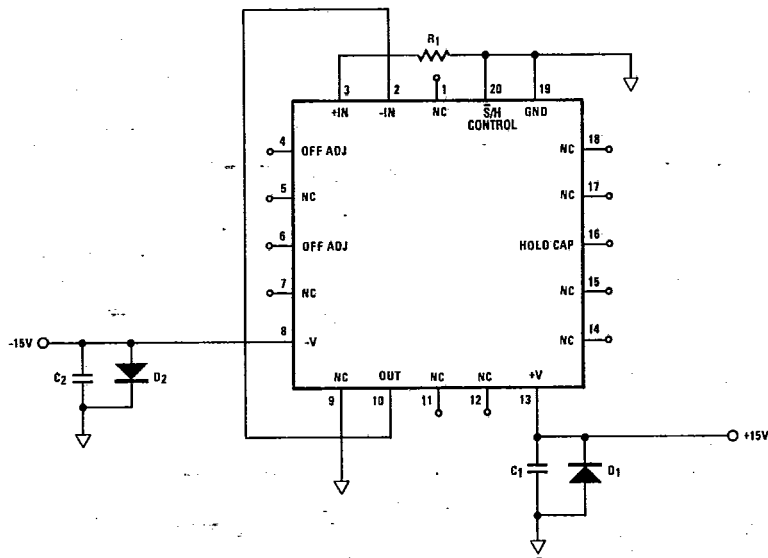 R1
3 2 1 20 19
+IN -IN NC S̅/H GND
CONTROL
4 OFF ADJ
5 NC
6 OFF ADJ
7 NC
8 -V
NC 18
NC 17
HOLD CAP 16
NC 15
NC 14
-15V
C2 D2
NC OUT NC NC +V
9 10 11 12 13
+15V
C1 D1